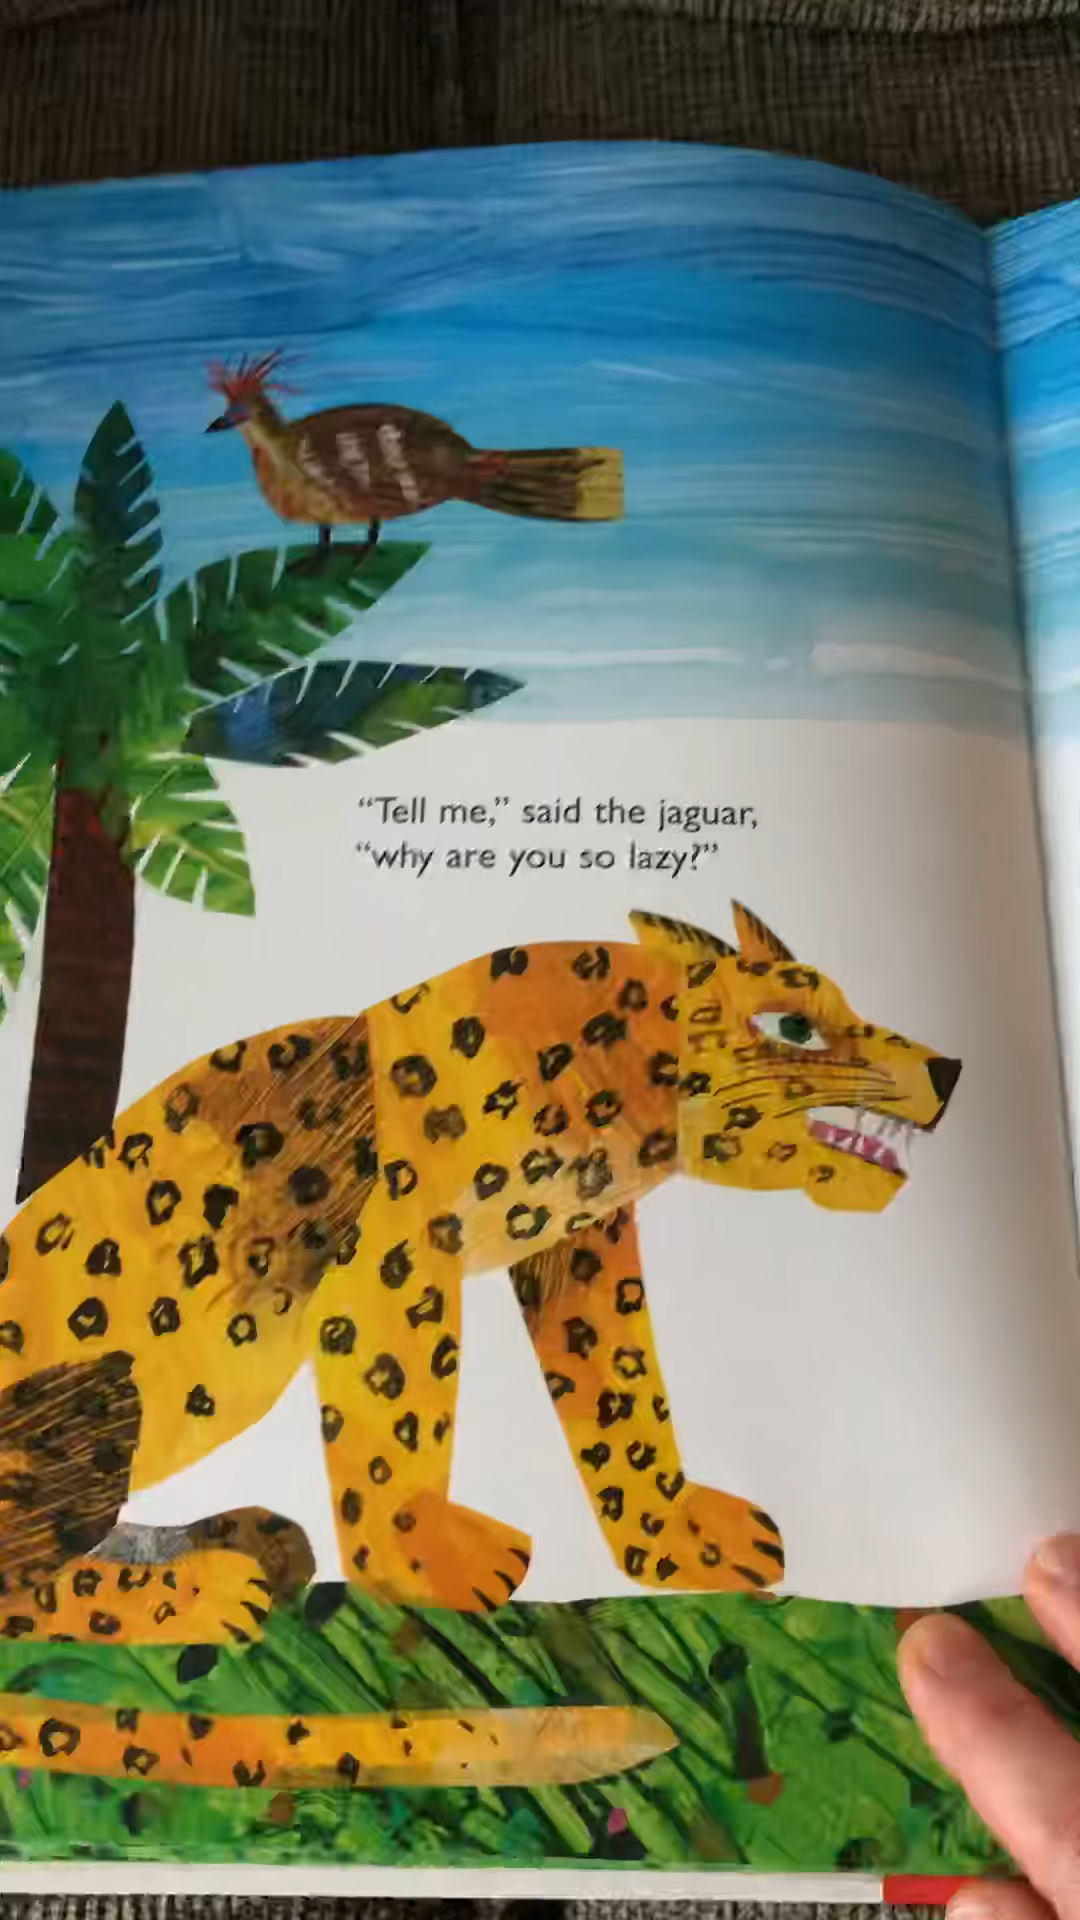 “Tell me,” said the jaguar,
“why are you so lazy?”